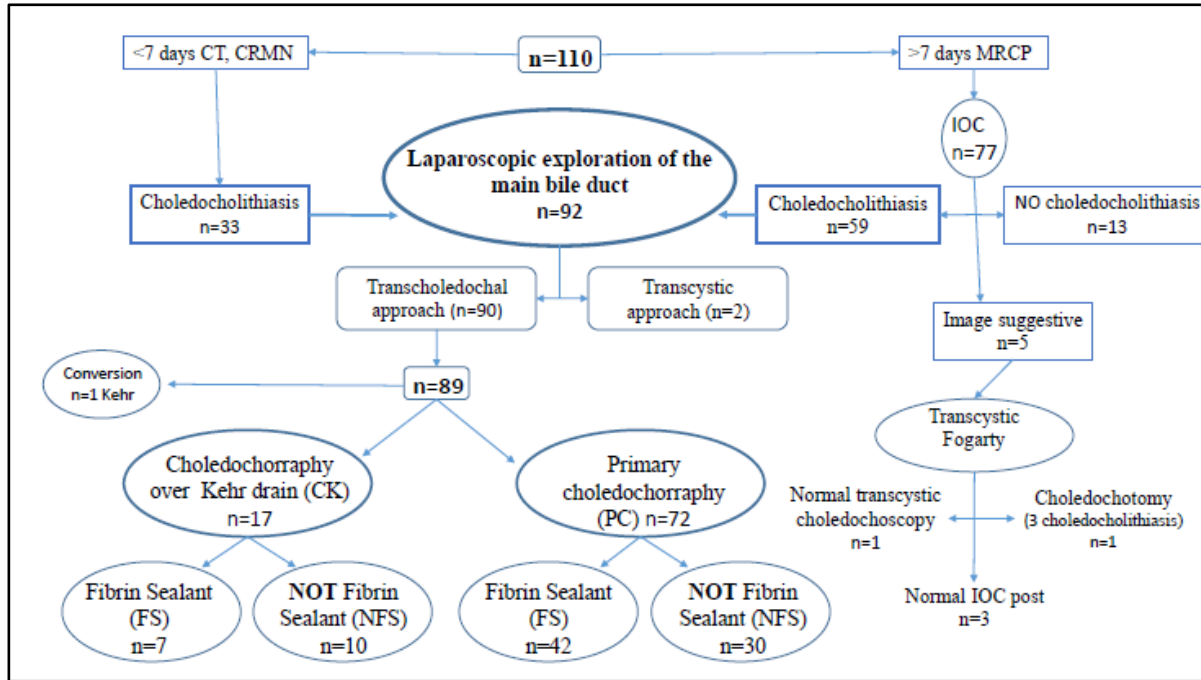 <7 days CT, CRMN
n=110
>7 days MRCP
IOC
n=77
Laparoscopic exploration of the
main bile duct
n=92
Choledocholithiasis
n=33
Choledocholithiasis
n=59
NO choledocholithiasis
n=13
Transcholedochal
approach (n=90)
Transcystic
approach (n=2)
Image suggestive
n=5
Conversion
n=1 Kehr
n=89
Transcystic
Fogarty
Choledochorraphy
over Kehr drain (CK)
n=17
Primary
choledochorraphy
(PC) n=72
Normal transcystic
choledochoscopy
n=1
Choledochotomy
(3 choledocholithiasis)
n=1
Fibrin Sealant
(FS)
n=7
NOT Fibrin
Sealant (NFS)
n=10
Fibrin Sealant
(FS)
n=42
NOT Fibrin
Sealant (NFS)
n=30
Normal IOC post
n=3